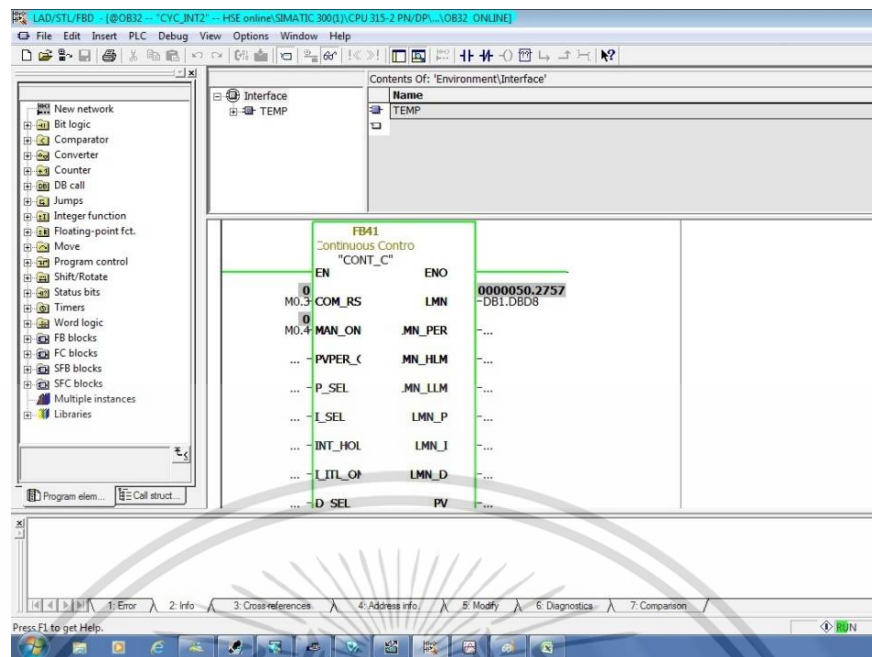 LAD/STL/FBD - [@OB32 -- "CYC_INT2" -- HSE online\SIMATIC 300(1)\CPU 315-2 PN/DP\...\OB32 ONLINE]
File Edit Insert PLC Debug View Options Window Help
Contents Of: 'Environment\Interface'
Interface
TEMP
Name
TEMP
New network
Bit logic
Comparator
Converter
Counter
DB call
Jumps
Integer function
Floating-point fct.
Move
Program control
Shift/Rotate
Status bits
Timers
Word logic
FB blocks
FC blocks
SFB blocks
SFC blocks
Multiple instances
Libraries
Program elem...
Call struct...
FB41
Continuous Contro
"CONT_C"
EN ENO
0 0000050.2757
M0.3 COM_RS LMN DB1.DBD8
0
M0.4 MAN_ON MN_PER ...
... PVPER_ MN_HLM ...
... P_SEL MN_LLM ...
... I_SEL LMN_P ...
... INT_HOL LMN_I ...
... I_ITL_ON LMN_D ...
... D_SEL PV ...
1: Error 2: Info 3: Cross-references 4: Address info. 5: Modify 6: Diagnostics 7: Comparison
Press F1 to get Help.
RUN